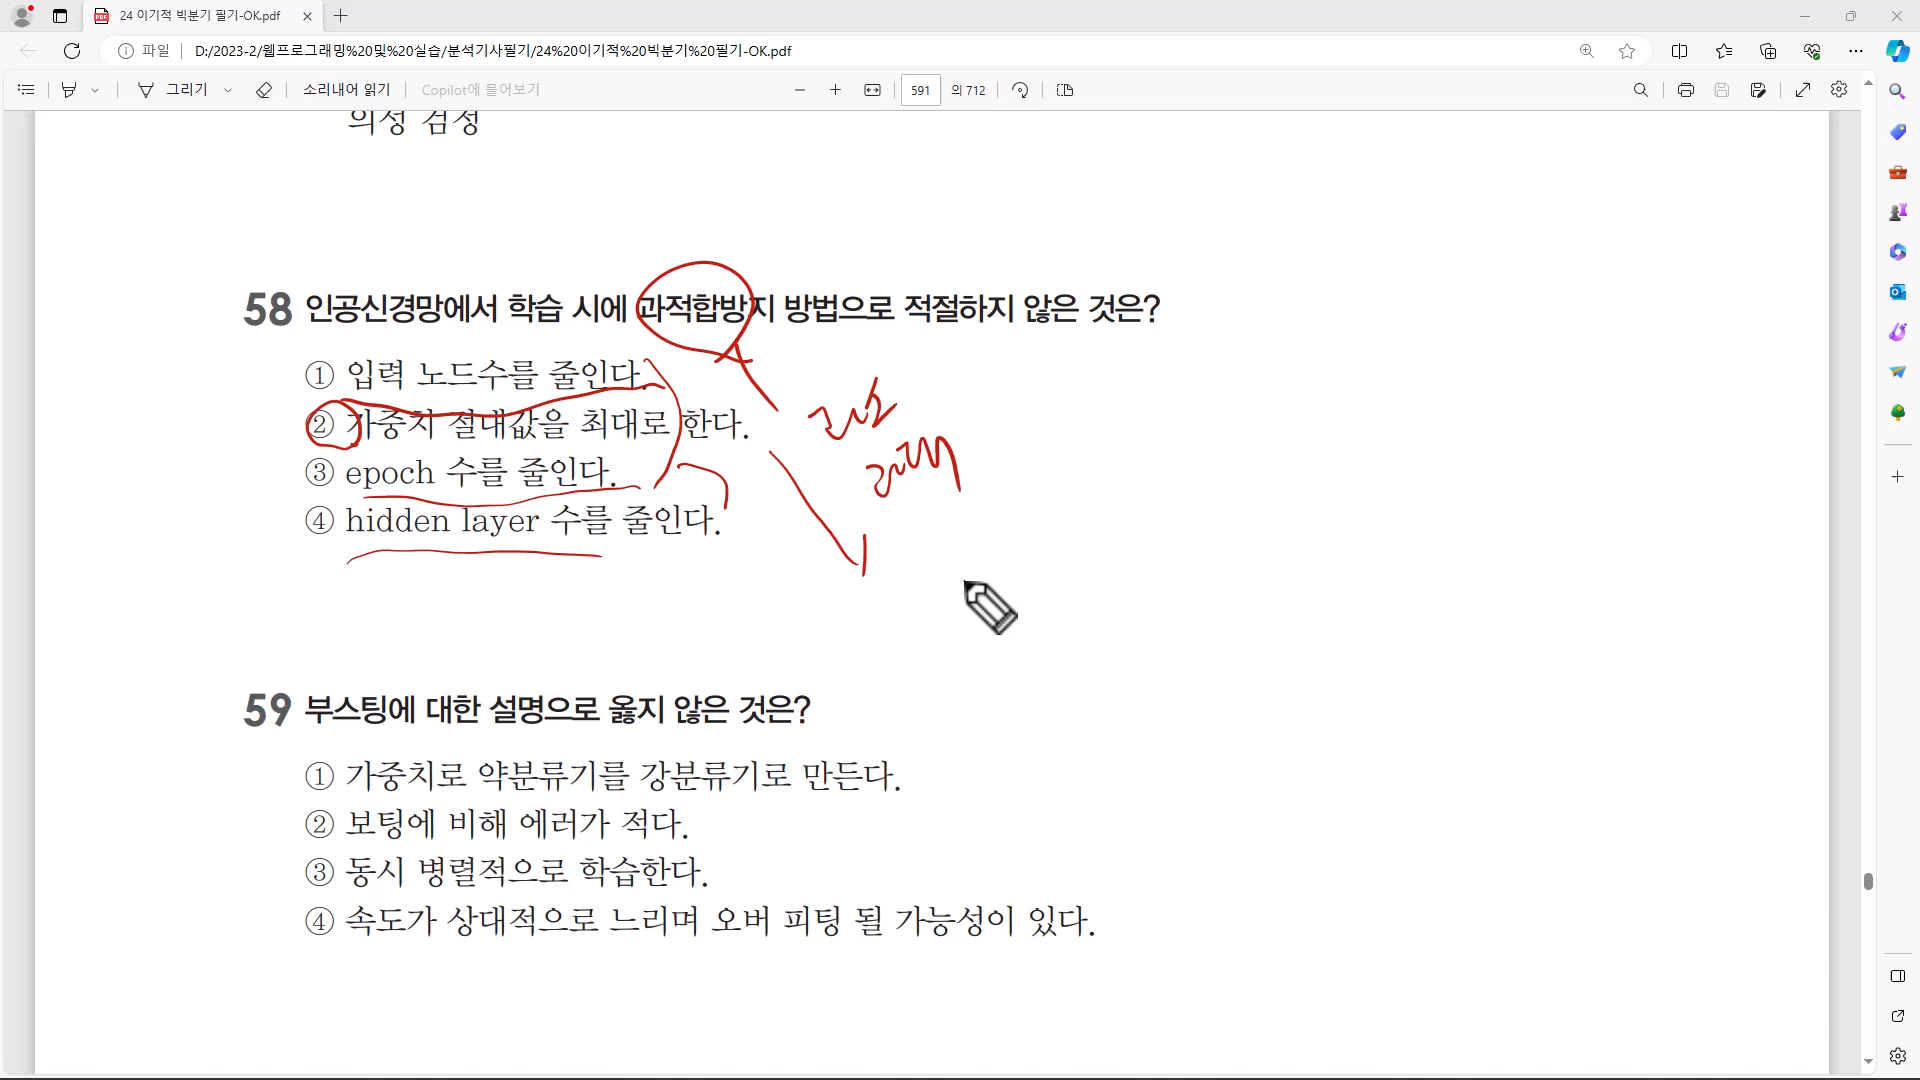 24 이기적 빅분기 필기-OK.pdf
파일 D:/2023-2/웹프로그래밍%20및%20실습/분석기사필기/24%20이기적%20빅분기%20필기-OK.pdf
그리기 소리내어 읽기 Copilot에 물어보기 591 의 712
의성 검정
58 인공신경망에서 학습 시에 과적합방지 방법으로 적절하지 않은 것은?
① 입력 노드수를 줄인다.
② 가중치 절대값을 최대로 한다.
③ epoch 수를 줄인다.
④ hidden layer 수를 줄인다.
59 부스팅에 대한 설명으로 옳지 않은 것은?
① 가중치로 약분류기를 강분류기로 만든다.
② 보팅에 비해 에러가 적다.
③ 동시 병렬적으로 학습한다.
④ 속도가 상대적으로 느리며 오버 피팅 될 가능성이 있다.